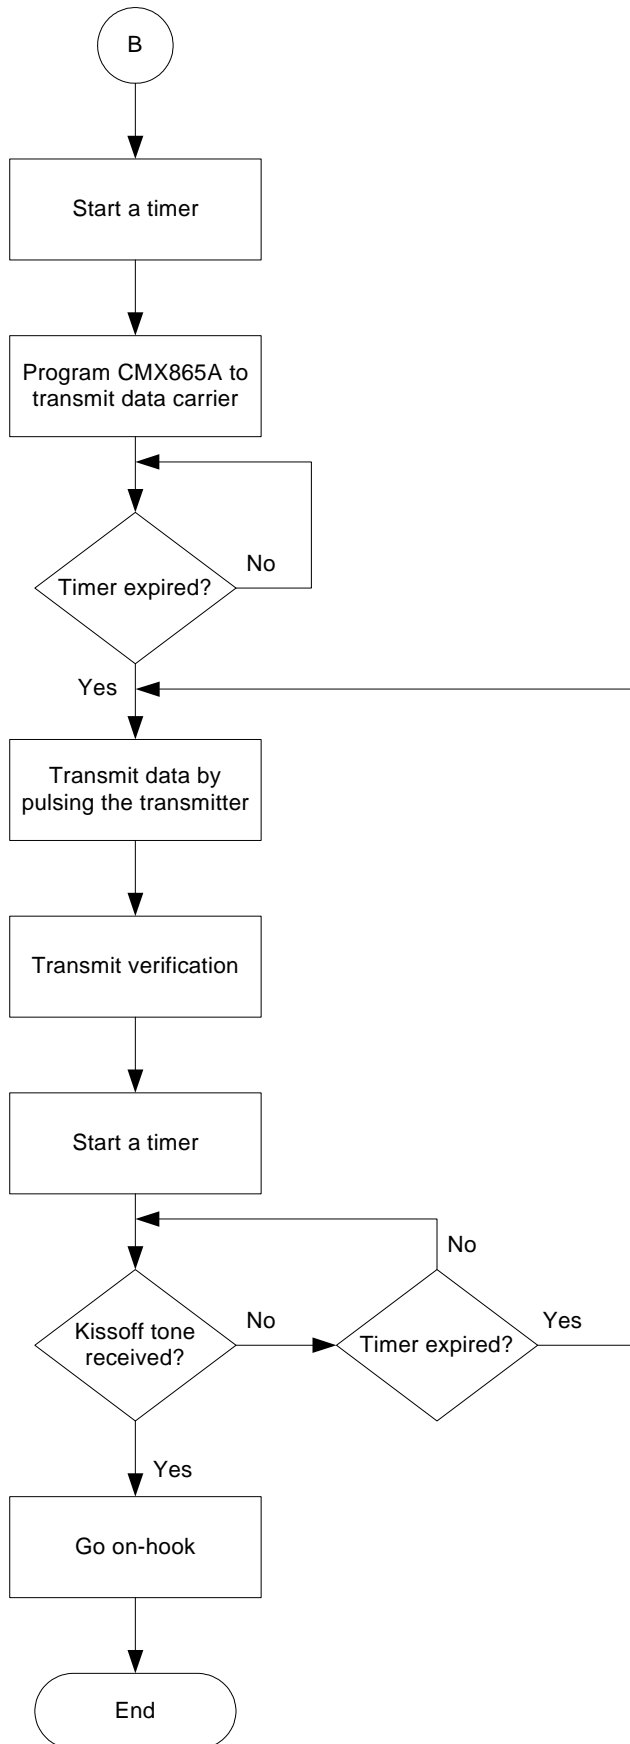 B
Start a timer
Program CMX865A to
transmit data carrier
Timer expired?
No
Yes
Transmit data by
pulsing the transmitter
Transmit verification
Start a timer
No
Kissoff tone
received?
No
Timer expired?
Yes
Yes
Go on-hook
End